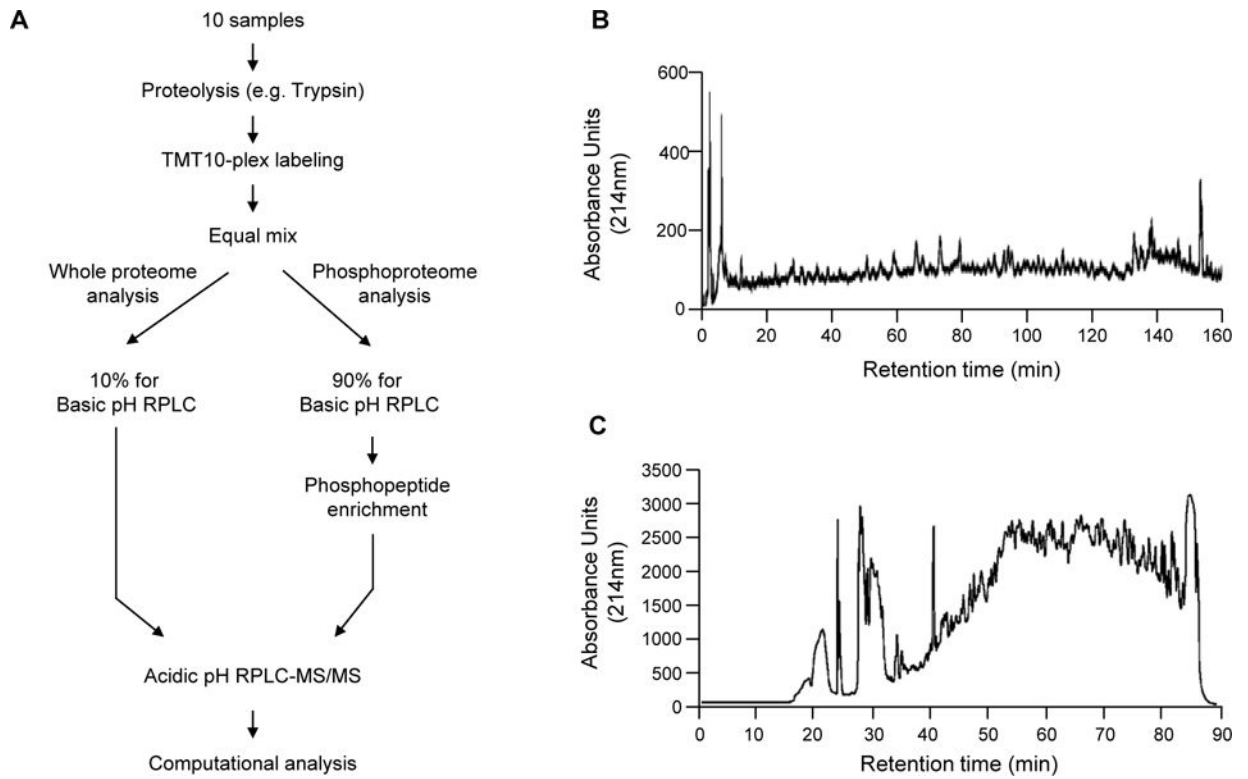 A
10 samples
Proteolysis (e.g. Trypsin)
TMT10-plex labeling
Equal mix
Whole proteome
analysis
Phosphoproteome
analysis
10% for
Basic pH RPLC
90% for
Basic pH RPLC
Phosphopeptide
enrichment
Acidic pH RPLC-MS/MS
Computational analysis
B
Absorbance Units
(214nm)
600
400
200
0
0 20 40 60 80 100 120 140 160
Retention time (min)
C
Absorbance Units
(214nm
3500
3000
2500
2000
1500
1000
500
0
0 10 20 30 40 50 60 70 80 90
Retention time (min)